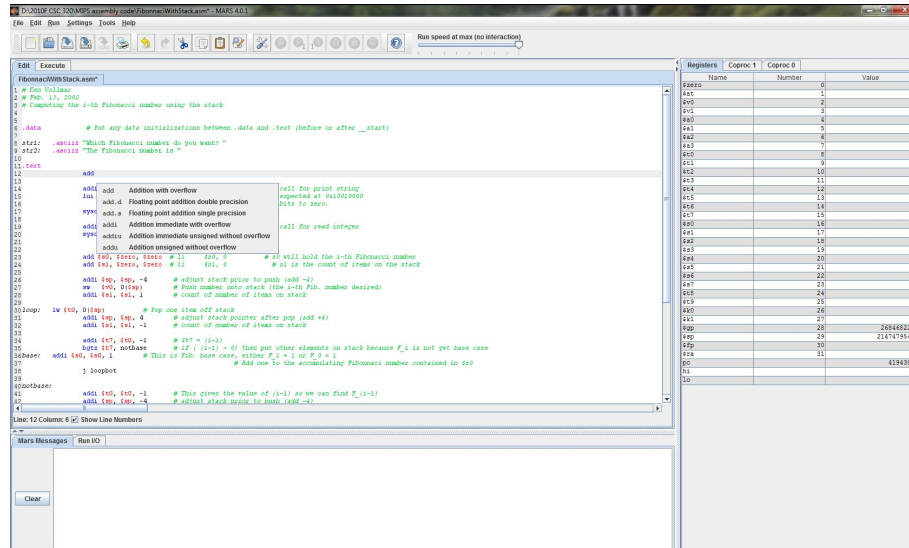 D:\2010F CSC 320\MIPS assembly code\FibonnaciWithStack.asm* - MARS 4.0.1
File Edit Run Settings Tools Help
Run speed at max (no interaction)
Edit Execute
FibonnaciWithStack.asm*
1 # Ken Vollmar
2 # Feb. 13, 2002
3 # Computing the i-th Fibonacci number using the stack
4
5
6 .data # Put any data initializations between .data and .text (before or after __start)
7
8 str1: .asciiz "Which Fibonacci number do you want? "
9 str2: .asciiz "The Fibonacci number is "
10
11 .text
12 add
13
14 addi call for print string
15 lui expected at 0x10010000
16 bits to zero.
17 sysc
18
19 addi call for read integer
20 sysc
21
22
add Addition with overflow
add.d Floating point addition double precision
add.s Floating point addition single precision
addi Addition immediate with overflow
addiu Addition immediate unsigned without overflow
addu Addition unsigned without overflow
23 add $s0, $zero, $zero # li $s0, 0 # s0 will hold the i-th Fibonacci number
24 add $s1, $zero, $zero # li $s1, 0 # s1 is the count of items on the stack
25
26 addi $sp, $sp, -4 # adjust stack prior to push (add -4)
27 sw $v0, 0($sp) # Push number onto stack (the i-th Fib. number desired)
28 addi $s1, $s1, 1 # count of number of items on stack
29
30 loop: lw $t0, 0($sp) # Pop one item off stack
31 addi $sp, $sp, 4 # adjust stack pointer after pop (add +4)
32 addi $s1, $s1, -1 # count of number of items on stack
33
34 addi $t7, $t0, -1 # $t7 = (i-1)
35 bgtz $t7, notbase # if ( (i-1) > 0) then put other elements on stack because F_i is not yet base case
36 base: addi $s0, $s0, 1 # This is Fib. base case, either F_1 = 1 or F_0 = 1
37 # Add one to the accumulating Fibonacci number contained in $s0
38 j loopbot
39
40 notbase:
41 addi $t0, $t0, -1 # This gives the value of (i-1) so we can find F_(i-1)
42 addi $sp, $sp, -4 # adjust stack prior to push (add -4)
Line: 12 Column: 6 Show Line Numbers
Mars Messages Run I/O
Clear
Registers Coproc 1 Coproc 0
Name Number Value
$zero 0
$at 1
$v0 2
$v1 3
$a0 4
$a1 5
$a2 6
$a3 7
$t0 8
$t1 9
$t2 10
$t3 11
$t4 12
$t5 13
$t6 14
$t7 15
$s0 16
$s1 17
$s2 18
$s3 19
$s4 20
$s5 21
$s6 22
$s7 23
$t8 24
$t9 25
$k0 26
$k1 27
$gp 28 2684682
$sp 29 214747954
$fp 30
$ra 31
pc 419430
hi
lo